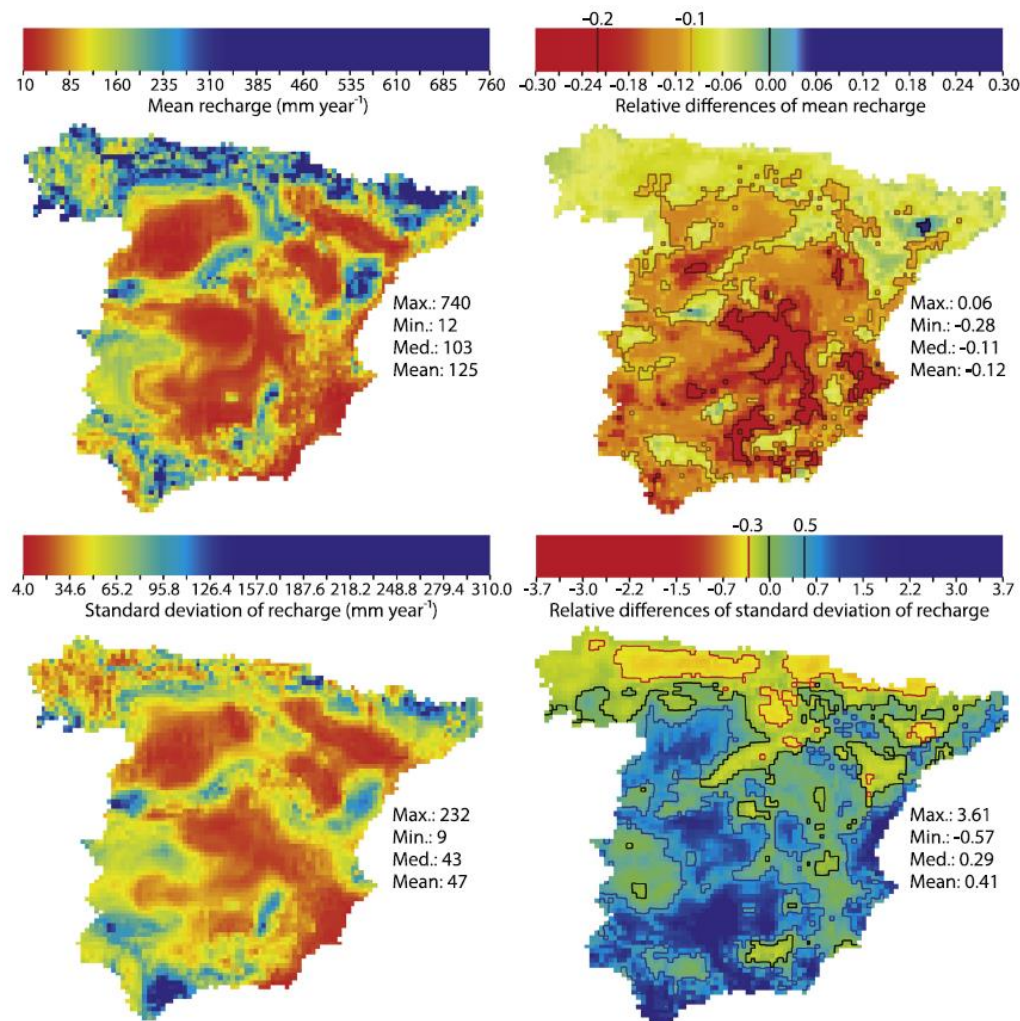 10 85 160 235 310 385 460 535 610 685 760
Mean recharge (mm year⁻¹)
Max.: 740
Min.: 12
Med.: 103
Mean: 125
-0.2 -0.1
-0.30 -0.24 -0.18 -0.12 -0.06 0.00 0.06 0.12 0.18 0.24 0.30
Relative differences of mean recharge
Max.: 0.06
Min.: -0.28
Med.: -0.11
Mean: -0.12
4.0 34.6 65.2 95.8 126.4 157.0 187.6 218.2 248.8 279.4 310.0
Standard deviation of recharge (mm year⁻¹)
Max.: 232
Min.: 9
Med.: 43
Mean: 47
-0.3 0.5
-3.7 -3.0 -2.2 -1.5 -0.7 0.0 0.7 1.5 2.2 3.0 3.7
Relative differences of standard deviation of recharge
Max.: 3.61
Min.: -0.57
Med.: 0.29
Mean: 0.41